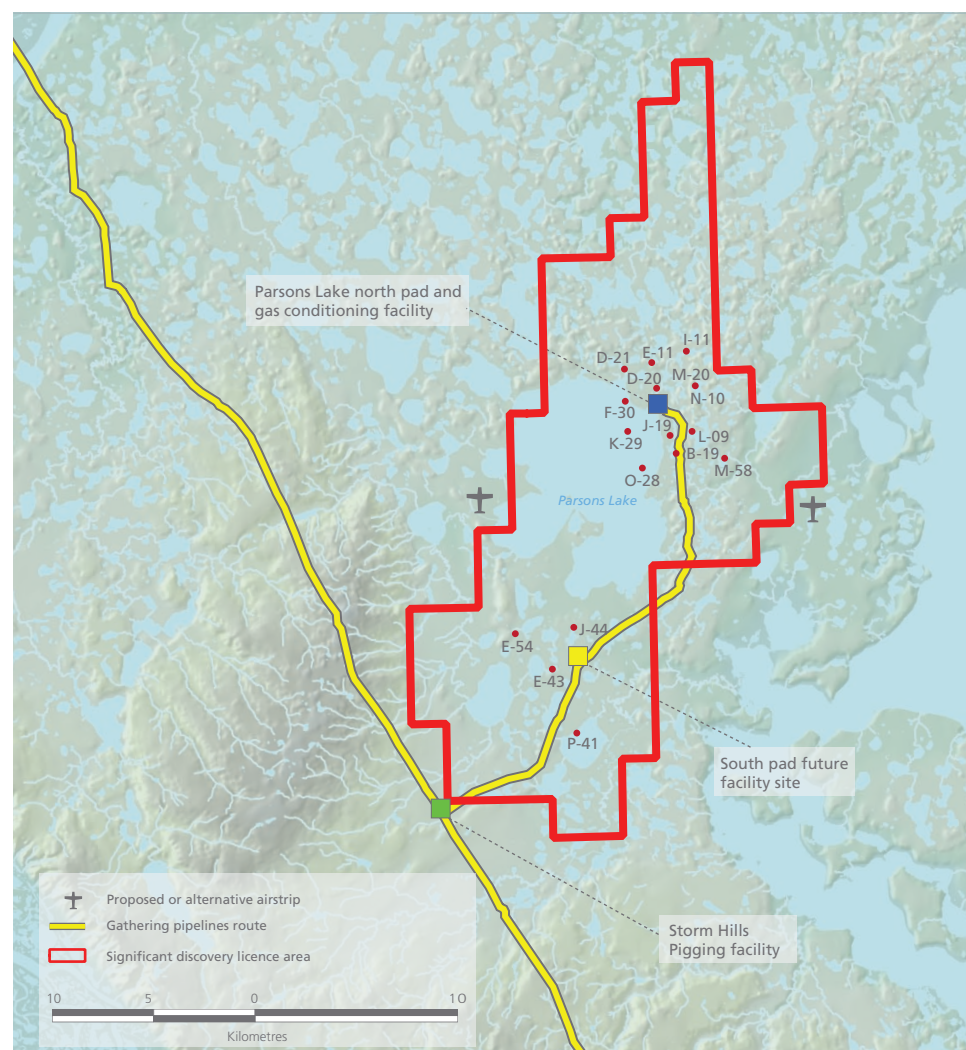 Parsons Lake north pad and
gas conditioning facility
I-11
E-11
D-21
M-20
D-20
N-10
F-30
J-19
L-09
K-29
B-19
M-58
O-28
Parsons Lake
J-44
E-54
E-43
P-41
South pad future
facility site
Storm Hills
Pigging facility
Proposed or alternative airstrip
Gathering pipelines route
Significant discovery licence area
10 5 0 10
Kilometres